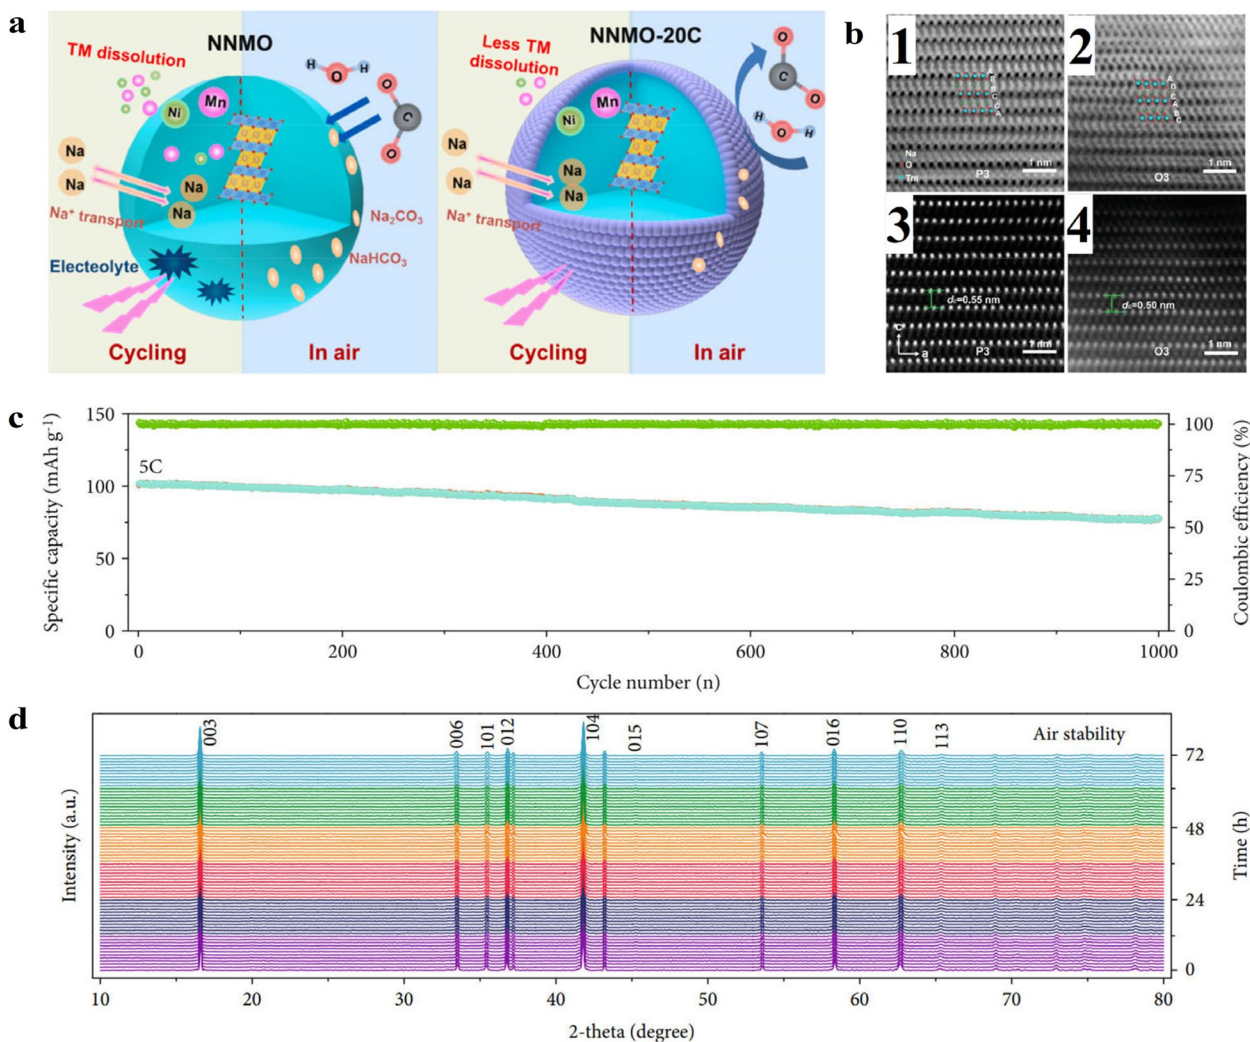 a
NNMO
TM dissolution
Ni
Mn
H
O
H
O
C
O
Na
Na
Na
Na
Na⁺ transport
Na₂CO₃
NaHCO₃
Electeolyte
Cycling
In air
NNMO-20C
Less TM
dissolution
Ni
Mn
O
C
O
H
O
H
Na
Na
Na
Na
Na⁺ transport
Cycling
In air
b
1
Na
O
Tm
P3
1 nm
2
O3
1 nm
3
dc=0.55 nm
c
a
P3
1 nm
4
dc=0.50 nm
O3
1 nm
c
150
100
50
0
Specific capacity (mAh g⁻¹)
5C
100
75
50
25
0
Coulombic efficiency (%)
0 200 400 600 800 1000
Cycle number (n)
d
Intensity (a.u.)
003 006 101 012 104 015 107 016 110 113
Air stability
72
48
24
0
Time (h)
10 20 30 40 50 60 70 80
2-theta (degree)